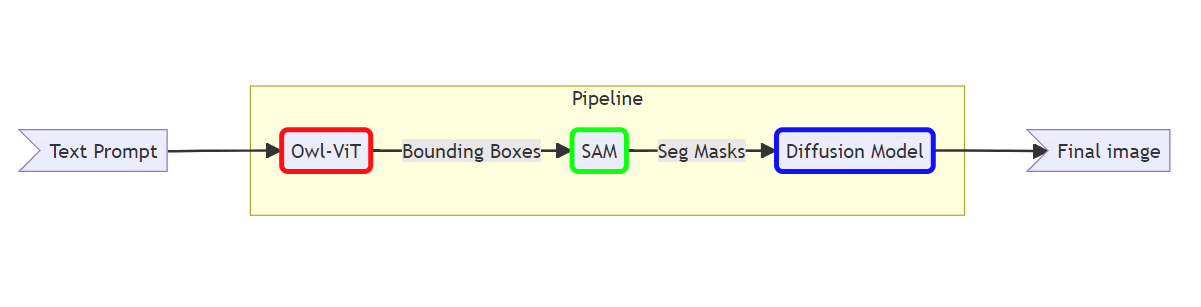 Pipeline
Text Prompt
Owl-ViT
Bounding Boxes
SAM
Seg Masks
Diffusion Model
Final image